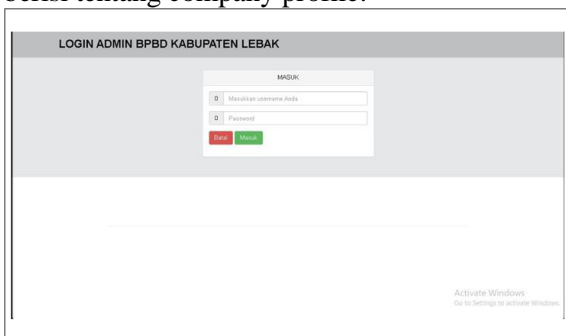 berisi tentang company profile.
LOGIN ADMIN BPBD KABUPATEN LEBAK
MASUK
Masukkan username Anda
Password
Batal Masuk
Activate Windows
Go to Settings to activate Windows.